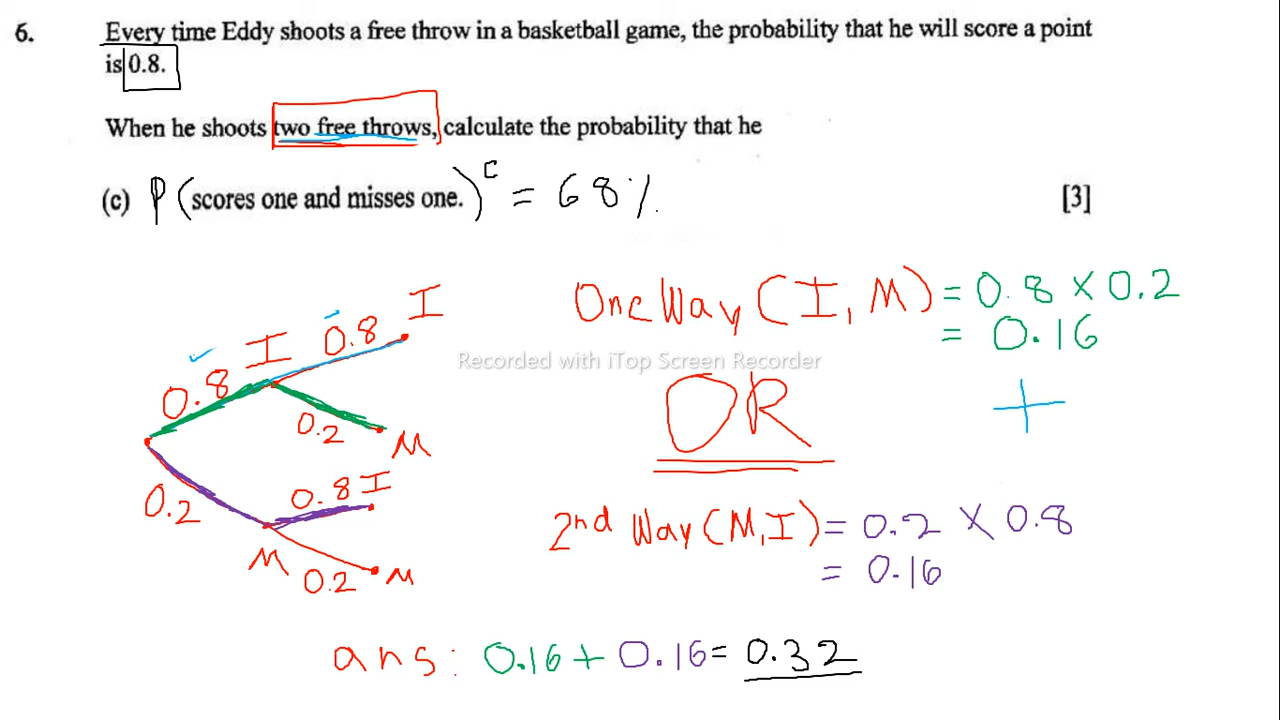 6. Every time Eddy shoots a free throw in a basketball game, the probability that he will score a point
is 0.8.
When he shoots two free throws, calculate the probability that he
(c) P(scores one and misses one.)ᶜ = 68% [3]
One Way (I, M) = 0.8 × 0.2
= 0.16
Recorded with iTop Screen Recorder
OR
+
2nd Way (M, I) = 0.2 × 0.8
= 0.16
0.8 I 0.8 I
0.2 M
0.2 M 0.8 I
0.2 M
ans: 0.16 + 0.16 = 0.32